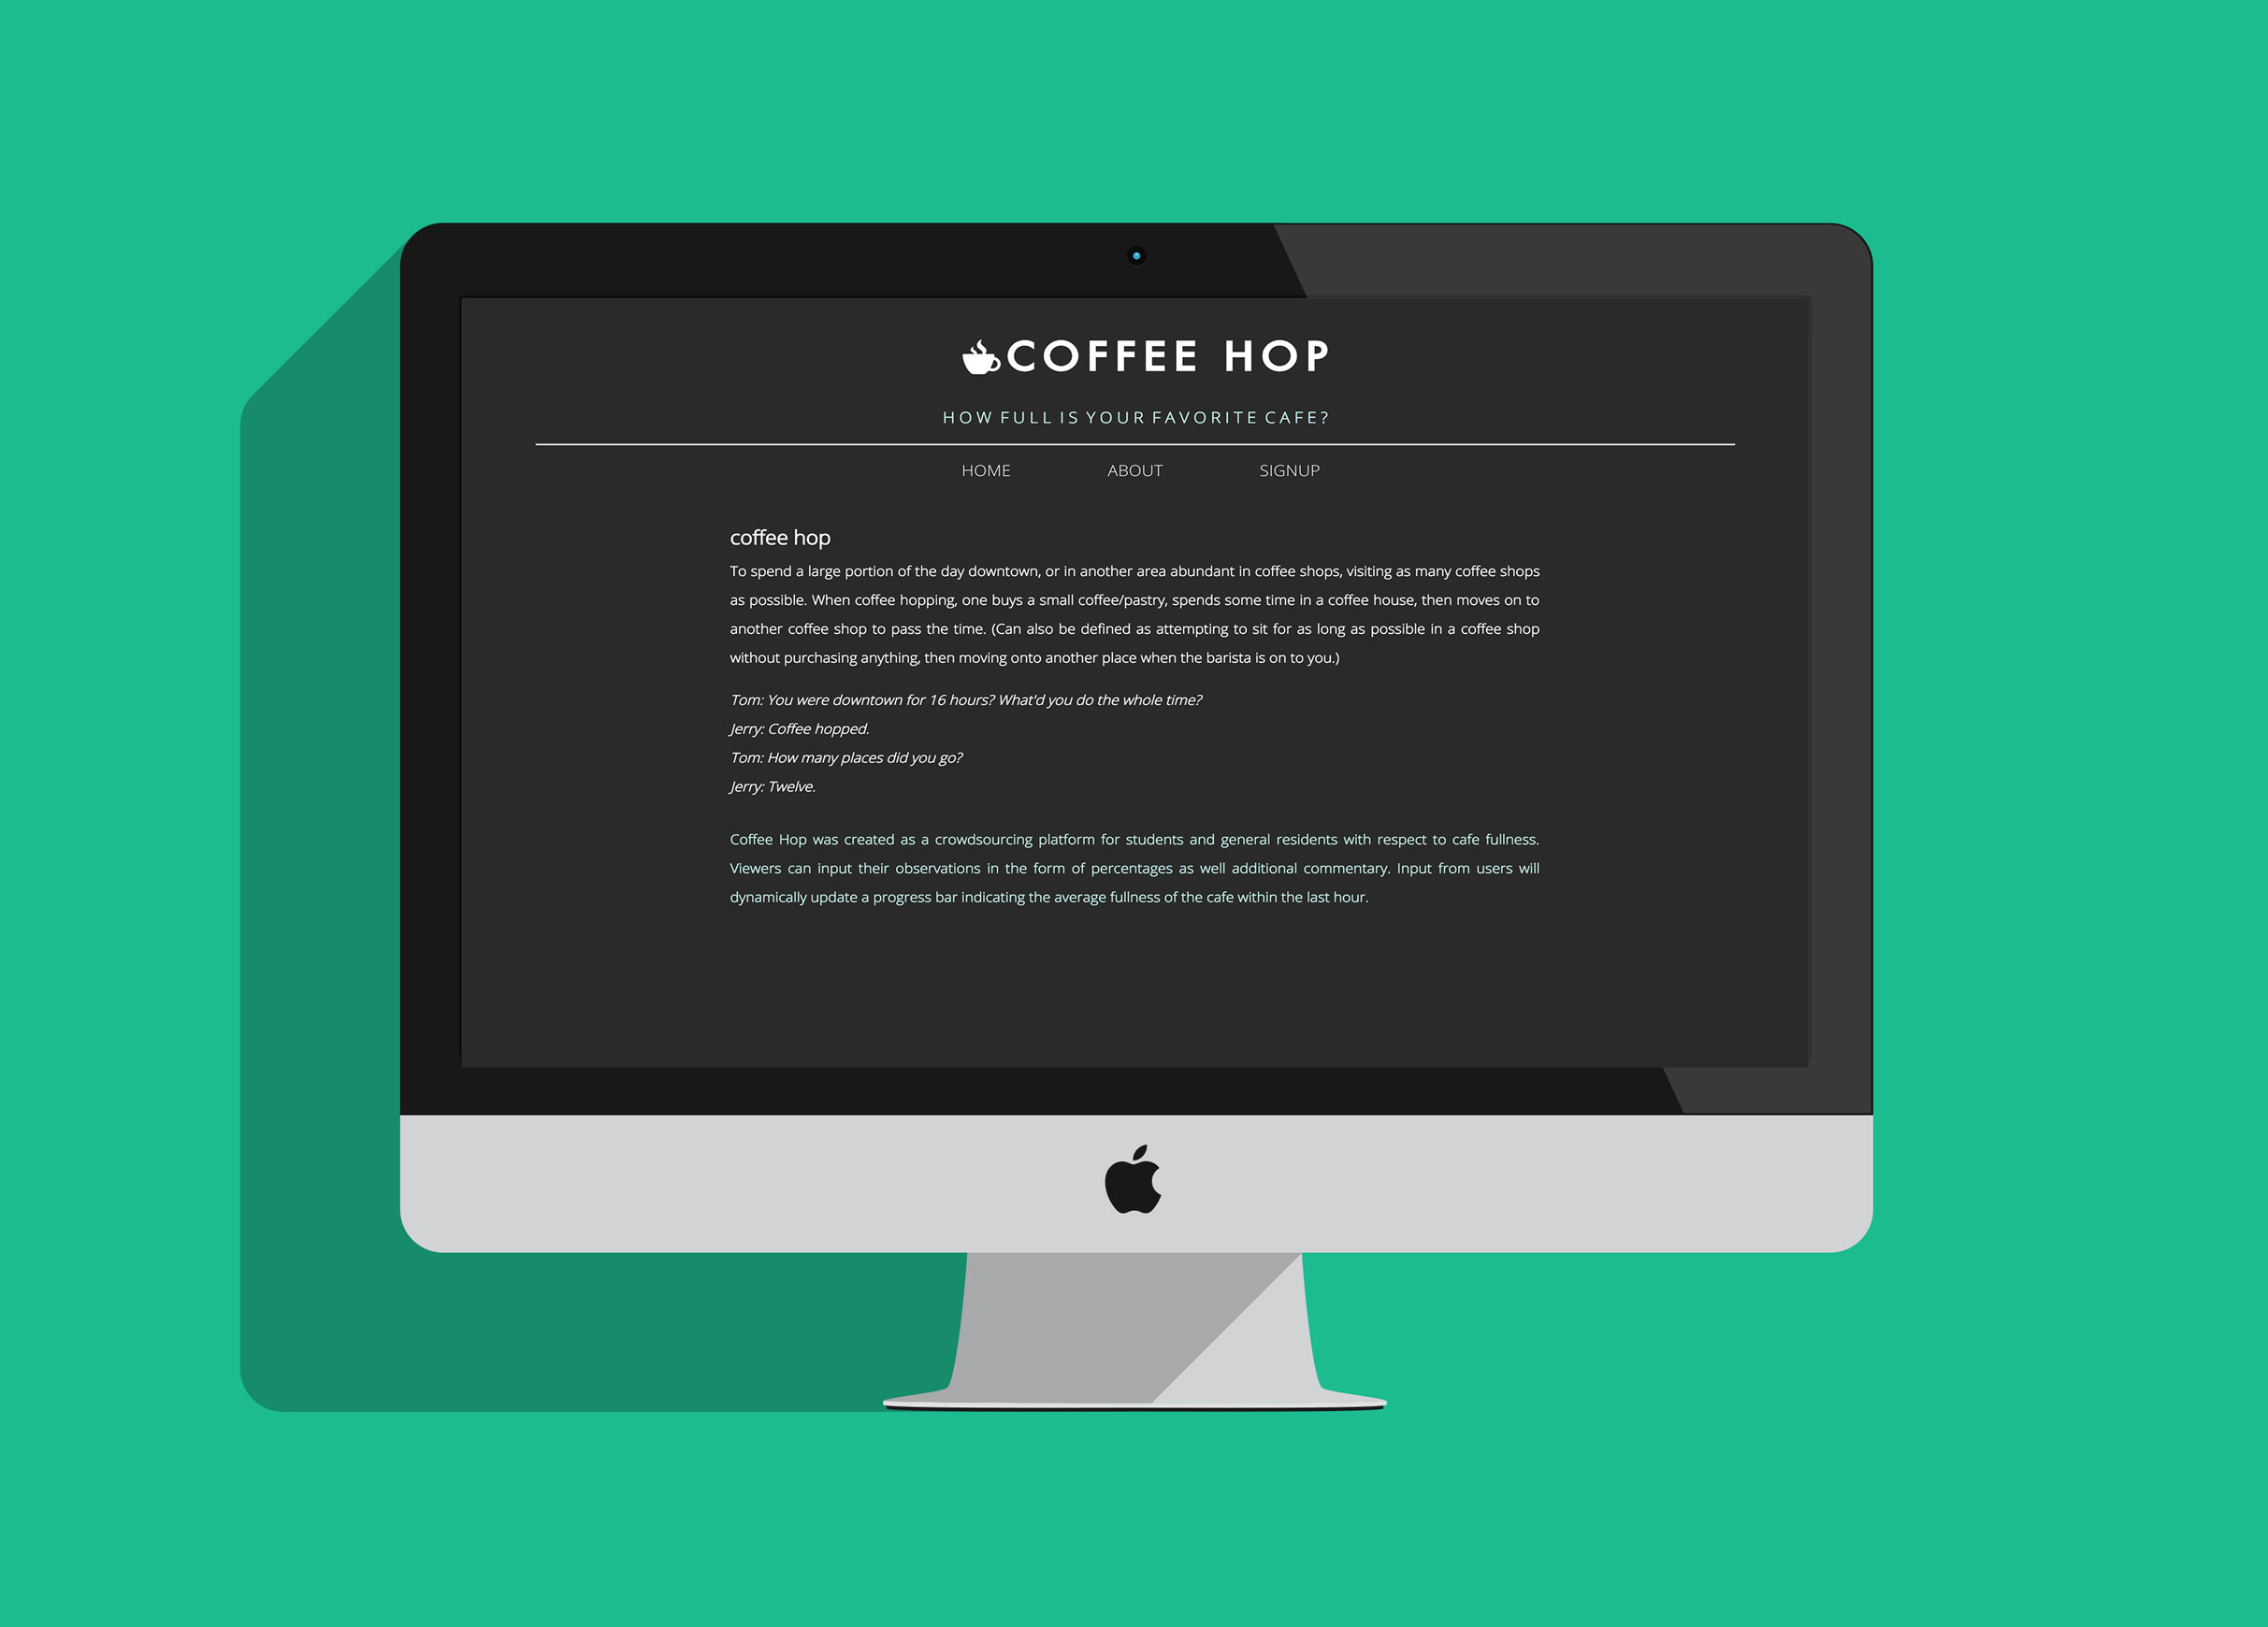 COFFEE HOP
HOW FULL IS YOUR FAVORITE CAFE?
HOME ABOUT SIGNUP
coffee hop
To spend a large portion of the day downtown, or in another area abundant in coffee shops, visiting as many coffee shops
as possible. When coffee hopping, one buys a small coffee/pastry, spends some time in a coffee house, then moves on to
another coffee shop to pass the time. (Can also be defined as attempting to sit for as long as possible in a coffee shop
without purchasing anything, then moving onto another place when the barista is on to you.)
Tom: You were downtown for 16 hours? What'd you do the whole time?
Jerry: Coffee hopped.
Tom: How many places did you go?
Jerry: Twelve.
Coffee Hop was created as a crowdsourcing platform for students and general residents with respect to cafe fullness.
Viewers can input their observations in the form of percentages as well additional commentary. Input from users will
dynamically update a progress bar indicating the average fullness of the cafe within the last hour.